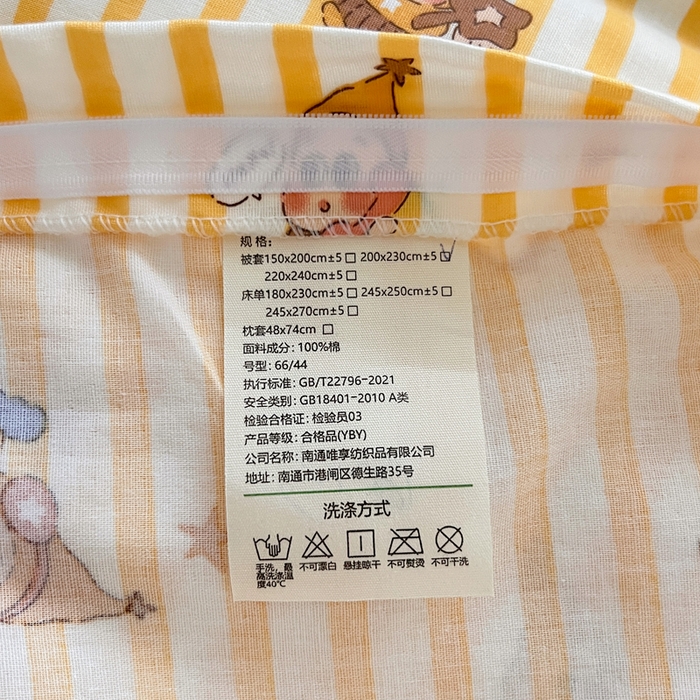 规格:
被套150x200cm±5□ 200x230cm±5☑
220x240cm±5□
床单180x230cm±5□ 245x250cm±5□
245x270cm±5□
枕套48x74cm □
面料成分: 100%棉
号型: 66/44
执行标准: GB/T22796-2021
安全类别: GB18401-2010 A类
检验合格证: 检验员03
产品等级: 合格品(YBY)
公司名称: 南通唯享纺织品有限公司
地址: 南通市港闸区德生路35号
洗涤方式
手洗，最高洗涤温度40℃ 不可漂白 悬挂晾干 不可熨烫 不可干洗